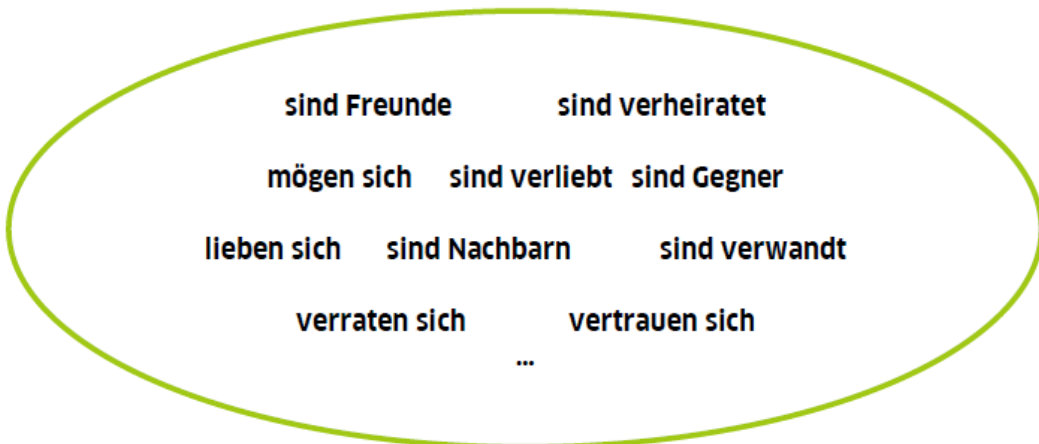 sind Freunde sind verheiratet
mögen sich sind verliebt sind Gegner
lieben sich sind Nachbarn sind verwandt
verraten sich vertrauen sich
...